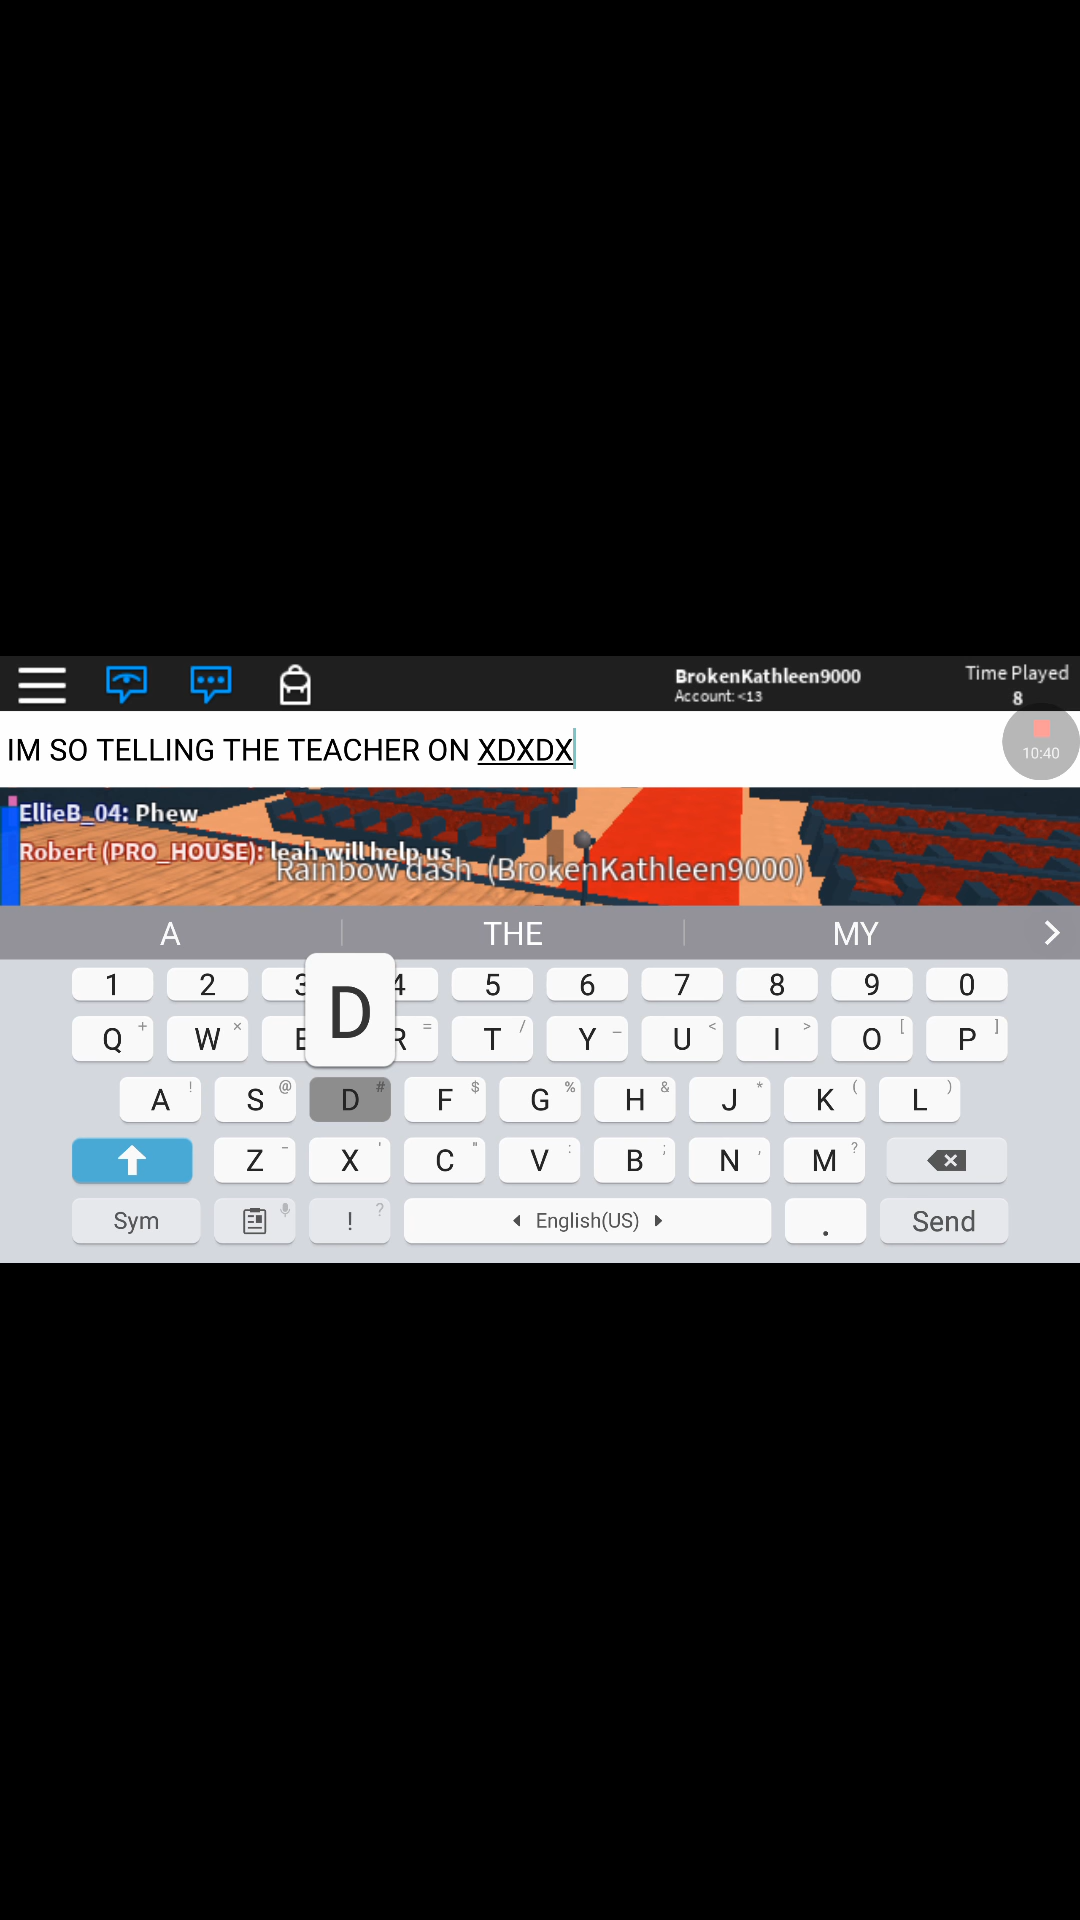 BrokenKathleen9000
Account: <13
Time Played
8
IM SO TELLING THE TEACHER ON XDXDX
10:40
EllieB_04: Phew
Robert (PRO_HOUSE): leah will help us
Rainbow dash (BrokenKathleen9000)
A THE MY
1 2 3 4 5 6 7 8 9 0
Q + W × E R = T / Y _ U < I > O [ P ]
D
A ! S @ D # F $ G % H & J * K ( L )
Z - X ' C " V : B ; N , M ?
Sym ! ? English(US) . Send